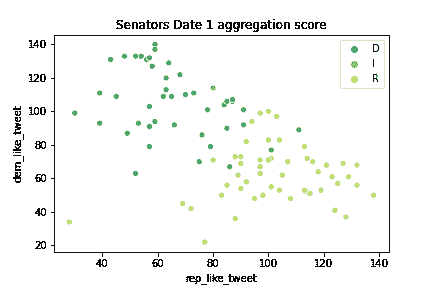 Senators Date 1 aggregation score
140
120
100
80
60
40
20
dem_like_tweet
D
I
R
40
60
80
100
120
140
rep_like_tweet